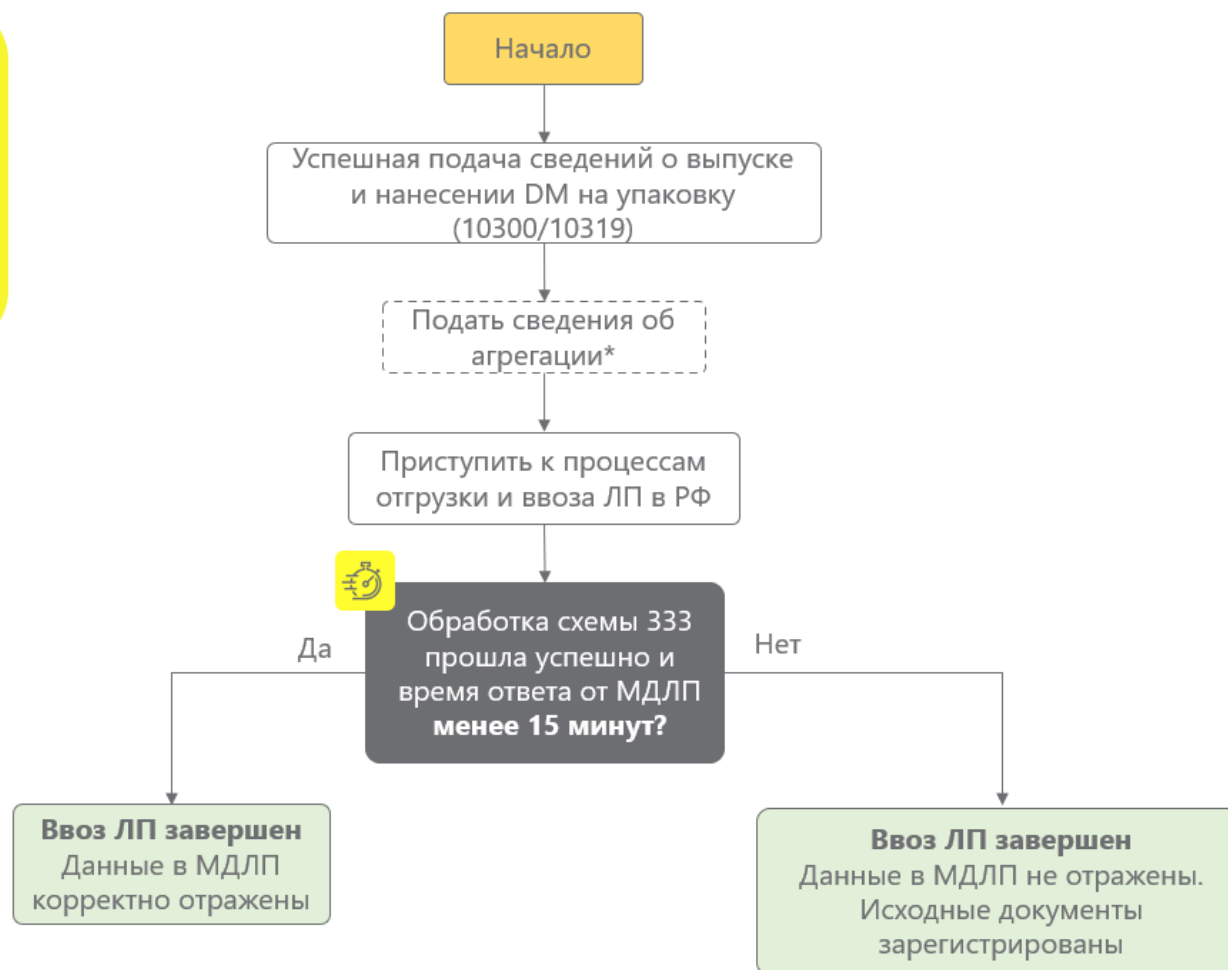 Начало
Успешная подача сведений о выпуске
и нанесении DM на упаковку
(10300/10319)
Подать сведения об
агрегации*
Приступить к процессам
отгрузки и ввоза ЛП в РФ
Обработка схемы 333
прошла успешно и
время ответа от МДЛП
менее 15 минут?
Да
Нет
Ввоз ЛП завершен
Данные в МДЛП
корректно отражены
Ввоз ЛП завершен
Данные в МДЛП не отражены.
Исходные документы
зарегистрированы